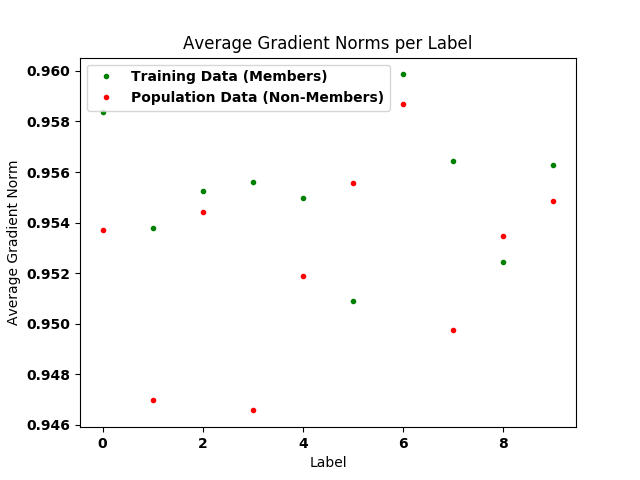 Average Gradient Norms per Label
Training Data (Members)
Population Data (Non-Members)
Average Gradient Norm
0.960
0.958
0.956
0.954
0.952
0.950
0.948
0.946
0
2
4
6
8
Label